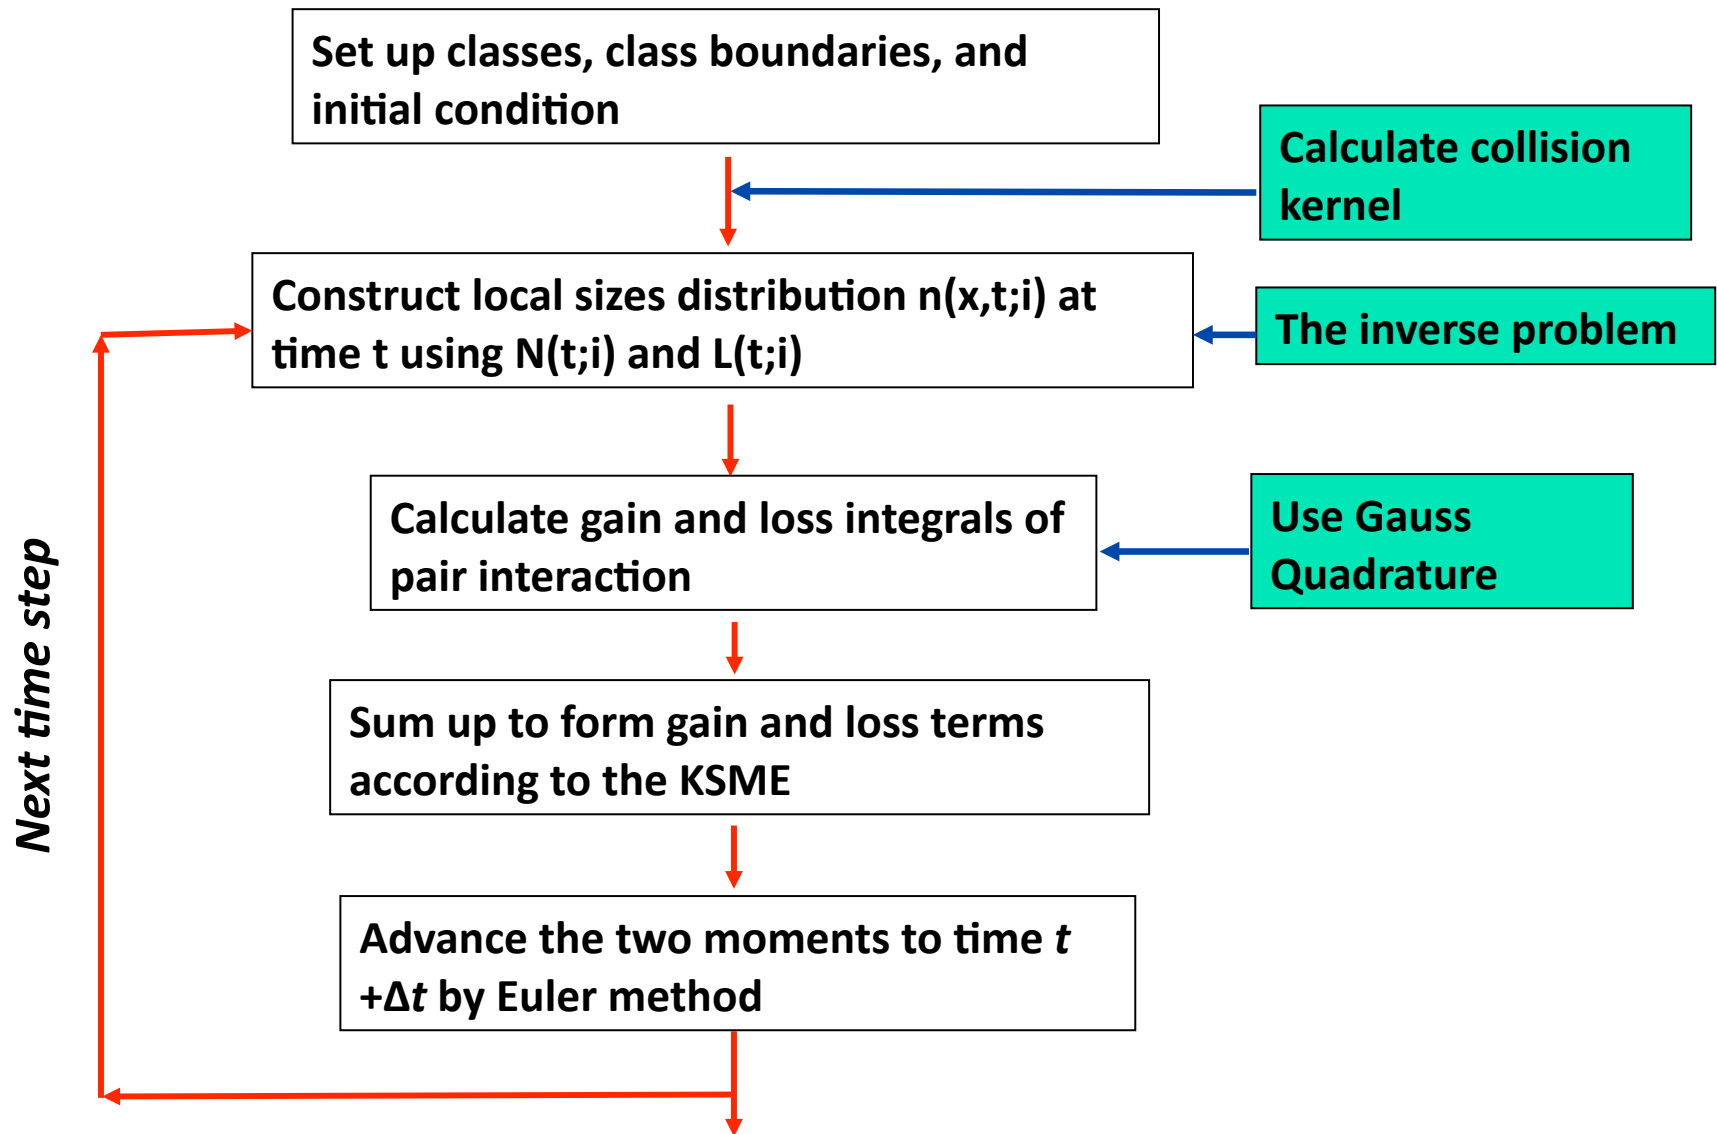 Set up classes, class boundaries, and
initial condition
Calculate collision
kernel
Construct local sizes distribution n(x,t;i) at
time t using N(t;i) and L(t;i)
The inverse problem
Calculate gain and loss integrals of
pair interaction
Use Gauss
Quadrature
Next time step
Sum up to form gain and loss terms
according to the KSME
Advance the two moments to time t
+Δt by Euler method